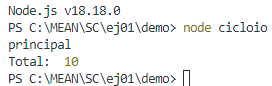 Node.js v18.18.0
PS C:\MEAN\SC\ej01\demo> node cicloio
principal
Total:  10
PS C:\MEAN\SC\ej01\demo>